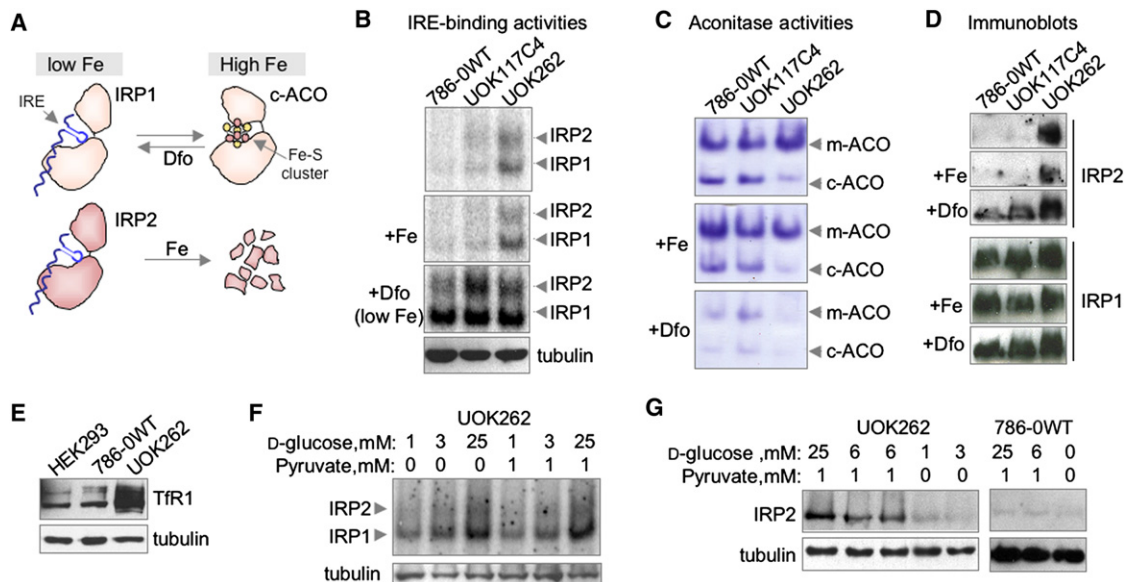 A
low Fe
High Fe
IRE
IRP1
c-ACO
Dfo
Fe-S
cluster
IRP2
Fe
B
IRE-binding activities
786-0WT
UOK117C4
UOK262
IRP2
IRP1
+Fe
IRP2
IRP1
+Dfo
(low Fe)
IRP2
IRP1
tubulin
C
Aconitase activities
786-0WT
UOK117C4
UOK262
m-ACO
c-ACO
+Fe
m-ACO
c-ACO
+Dfo
m-ACO
c-ACO
D
Immunoblots
786-0WT
UOK117C4
UOK262
+Fe
+Dfo
IRP2
+Fe
+Dfo
IRP1
E
HEK293
786-0WT
UOK262
TfR1
tubulin
F
UOK262
D-glucose,mM: 1 3 25 1 3 25
Pyruvate,mM: 0 0 0 1 1 1
IRP2
IRP1
tubulin
G
UOK262 786-0WT
D-glucose ,mM: 25 6 6 1 3 25 6 0
Pyruvate,mM: 1 1 1 0 0 1 1 0
IRP2
tubulin